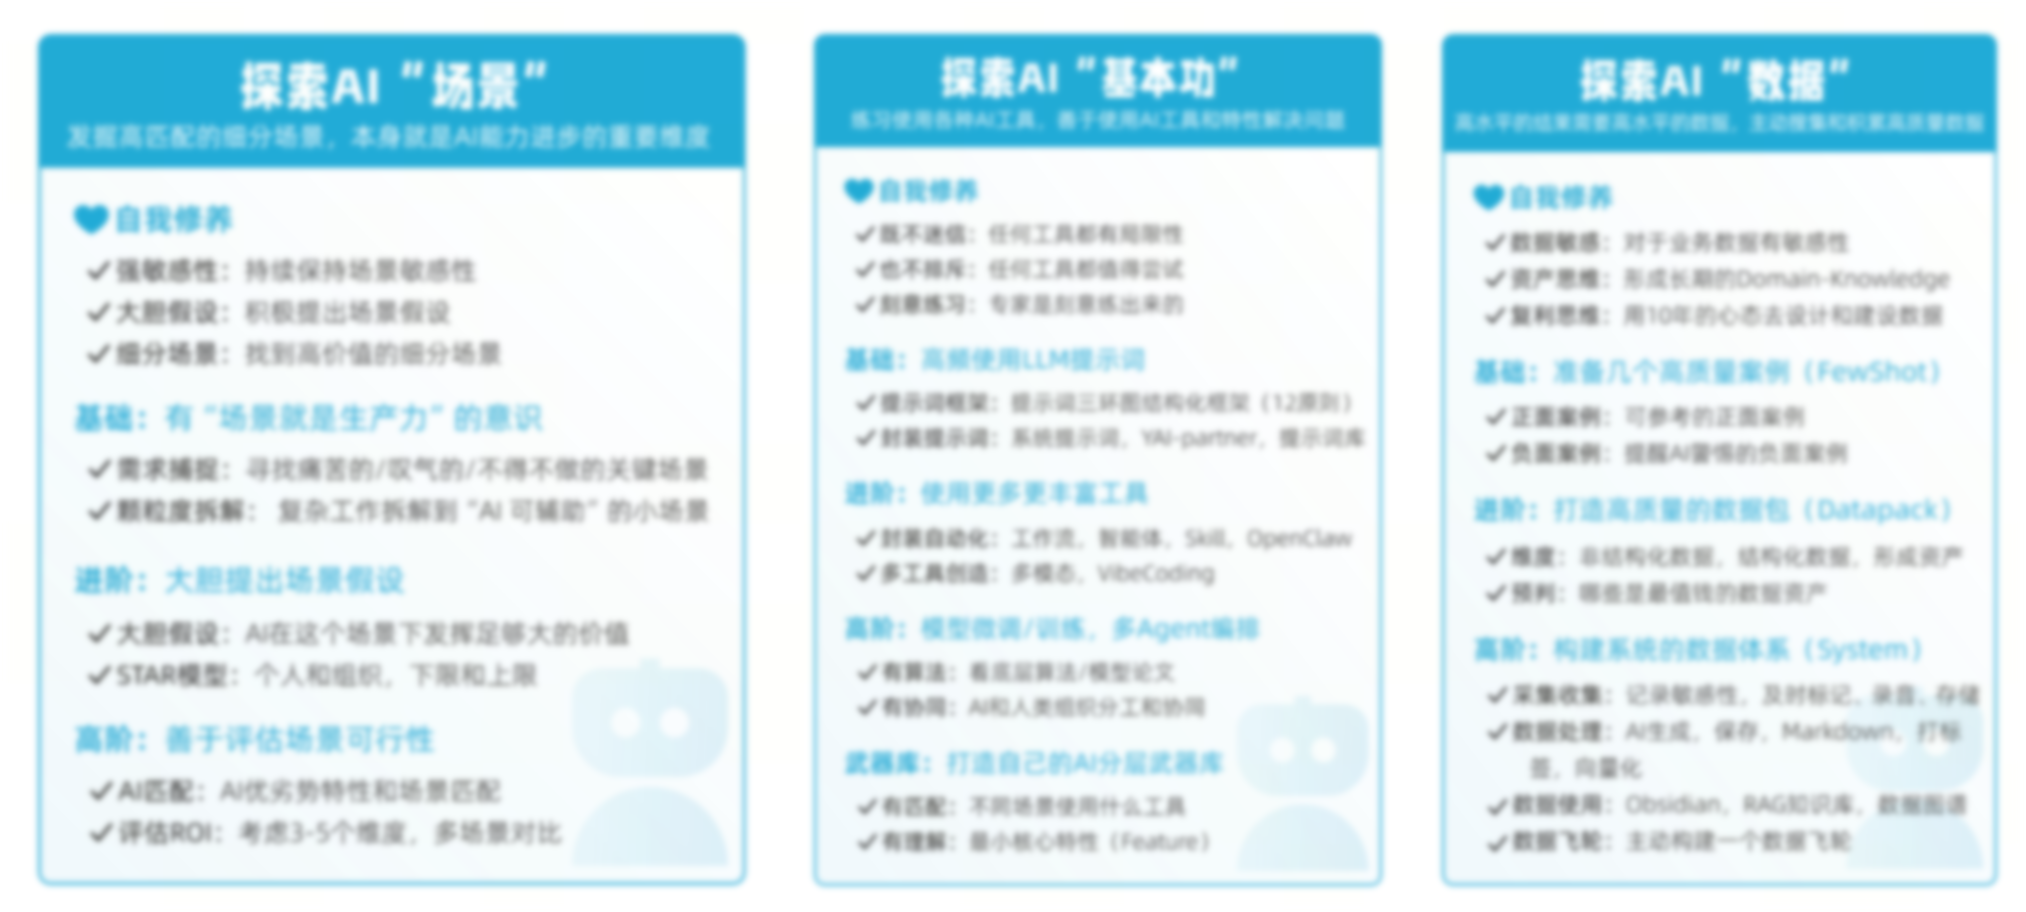 探索AI“场景”
发掘高匹配的细分场景，本身就是AI能力进步的重要维度
自我修养
强敏感性：持续保持场景敏感性
大胆假设：积极提出场景假设
细分场景：找到高价值的细分场景
基础：有“场景就是生产力”的意识
需求捕捉：寻找痛苦的/叹气的/不得不做的关键场景
颗粒度拆解：复杂工作拆解到“AI 可辅助”的小场景
进阶：大胆提出场景假设
大胆假设：AI在这个场景下发挥足够大的价值
STAR模型：个人和组织，下限和上限
高阶：善于评估场景可行性
AI匹配：AI优劣势特性和场景匹配
评估ROI：考虑3-5个维度，多场景对比
探索AI“基本功”
练习使用各种AI工具，善于使用AI工具和特性解决问题
自我修养
既不迷信：任何工具都有局限性
也不排斥：任何工具都值得尝试
刻意练习：专家是刻意练出来的
基础：高频使用LLM提示词
提示词框架：提示词三环图结构化框架（12原则）
封装提示词：系统提示词，YAI-partner，提示词库
进阶：使用更多更丰富工具
封装自动化：工作流，智能体，Skill，OpenClaw
多工具创造：多模态，VibeCoding
高阶：模型微调/训练，多Agent编排
有算法：看底层算法/模型论文
有协同：AI和人类组织分工和协同
武器库：打造自己的AI分层武器库
有匹配：不同场景使用什么工具
有理解：最小核心特性（Feature）
探索AI“数据”
高水平的结果需要高水平的数据，主动搜集和积累高质量数据
自我修养
数据敏感：对于业务数据有敏感性
资产思维：形成长期的Domain-Knowledge
复利思维：用10年的心态去设计和建设数据
基础：准备几个高质量案例（FewShot）
正面案例：可参考的正面案例
负面案例：提醒AI警惕的负面案例
进阶：打造高质量的数据包（Datapack）
维度：非结构化数据，结构化数据，形成资产
预判：哪些是最值钱的数据资产
高阶：构建系统的数据体系（System）
采集收集：记录敏感性，及时标记、录音、存储
数据处理：AI生成，保存，Markdown，打标
签，向量化
数据使用：Obsidian，RAG知识库，数据图谱
数据飞轮：主动构建一个数据飞轮